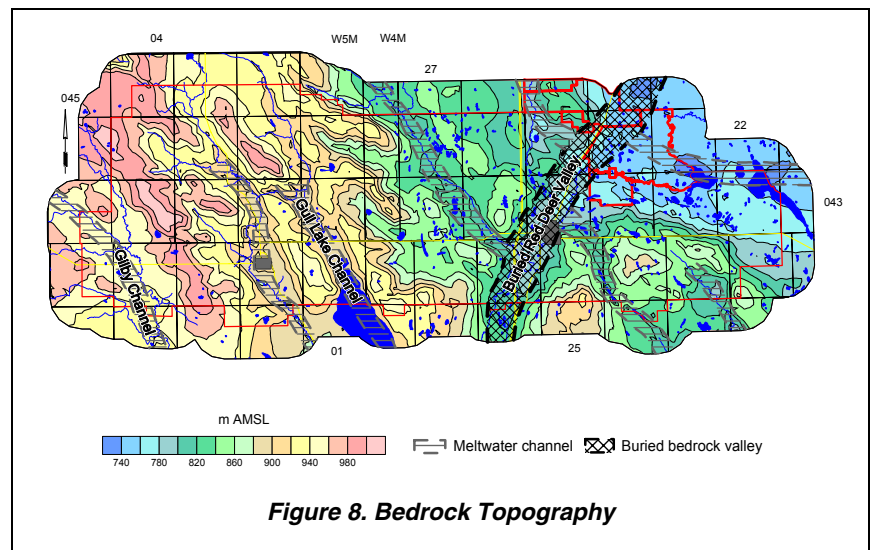 04
W5M W4M
27
045
22
043
Buried Red Deer Valley
Gull Lake Channel
Gilby Channel
01
25
m AMSL
740 780 820 860 900 940 980
Meltwater channel
Buried bedrock valley
Figure 8. Bedrock Topography